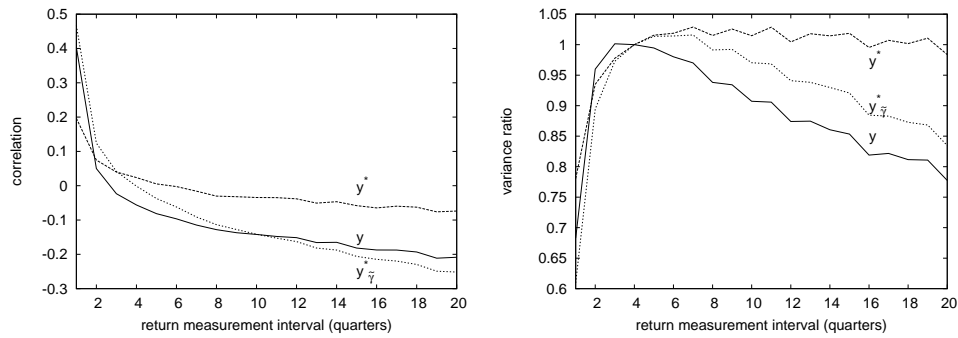 correlation
0.5
0.4
0.3
0.2
0.1
0
-0.1
-0.2
-0.3
y*
y
y*γ̃
2 4 6 8 10 12 14 16 18 20
return measurement interval (quarters)
variance ratio
1.05
1
0.95
0.9
0.85
0.8
0.75
0.7
0.65
0.6
y*
y*γ̃
y
2 4 6 8 10 12 14 16 18 20
return measurement interval (quarters)